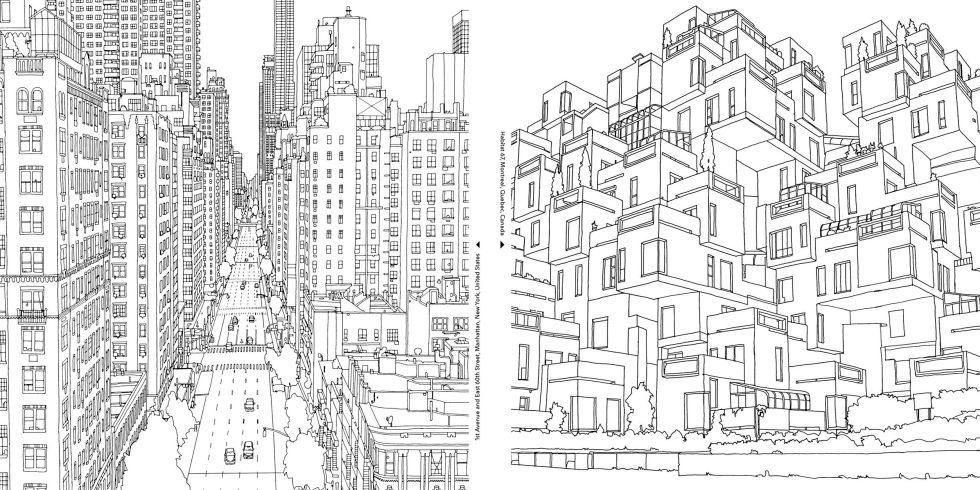 1st Avenue and East 60th Street, Manhattan, New York, United States
Habitat 67, Montreal, Quebec, Canada